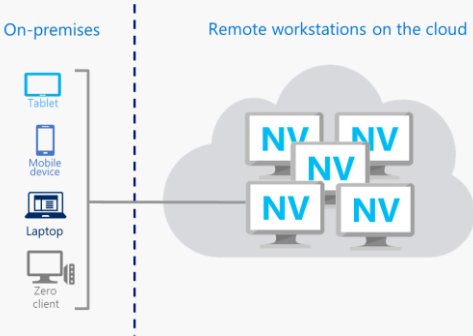 On-premises
Remote workstations on the cloud
Tablet
Mobile
device
Laptop
Zero
client
NV
NV
NV
NV
NV